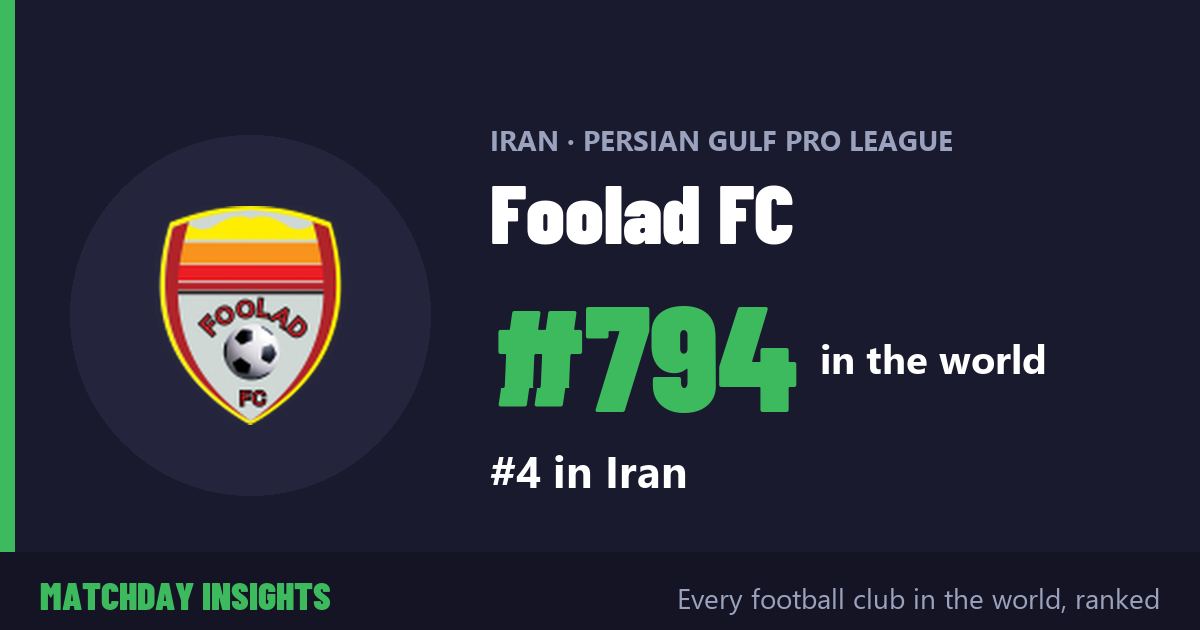 IRAN · PERSIAN GULF PRO LEAGUE
Foolad FC
#794 in the world
#4 in Iran
FOOLAD
FC
MATCHDAY INSIGHTS
Every football club in the world, ranked